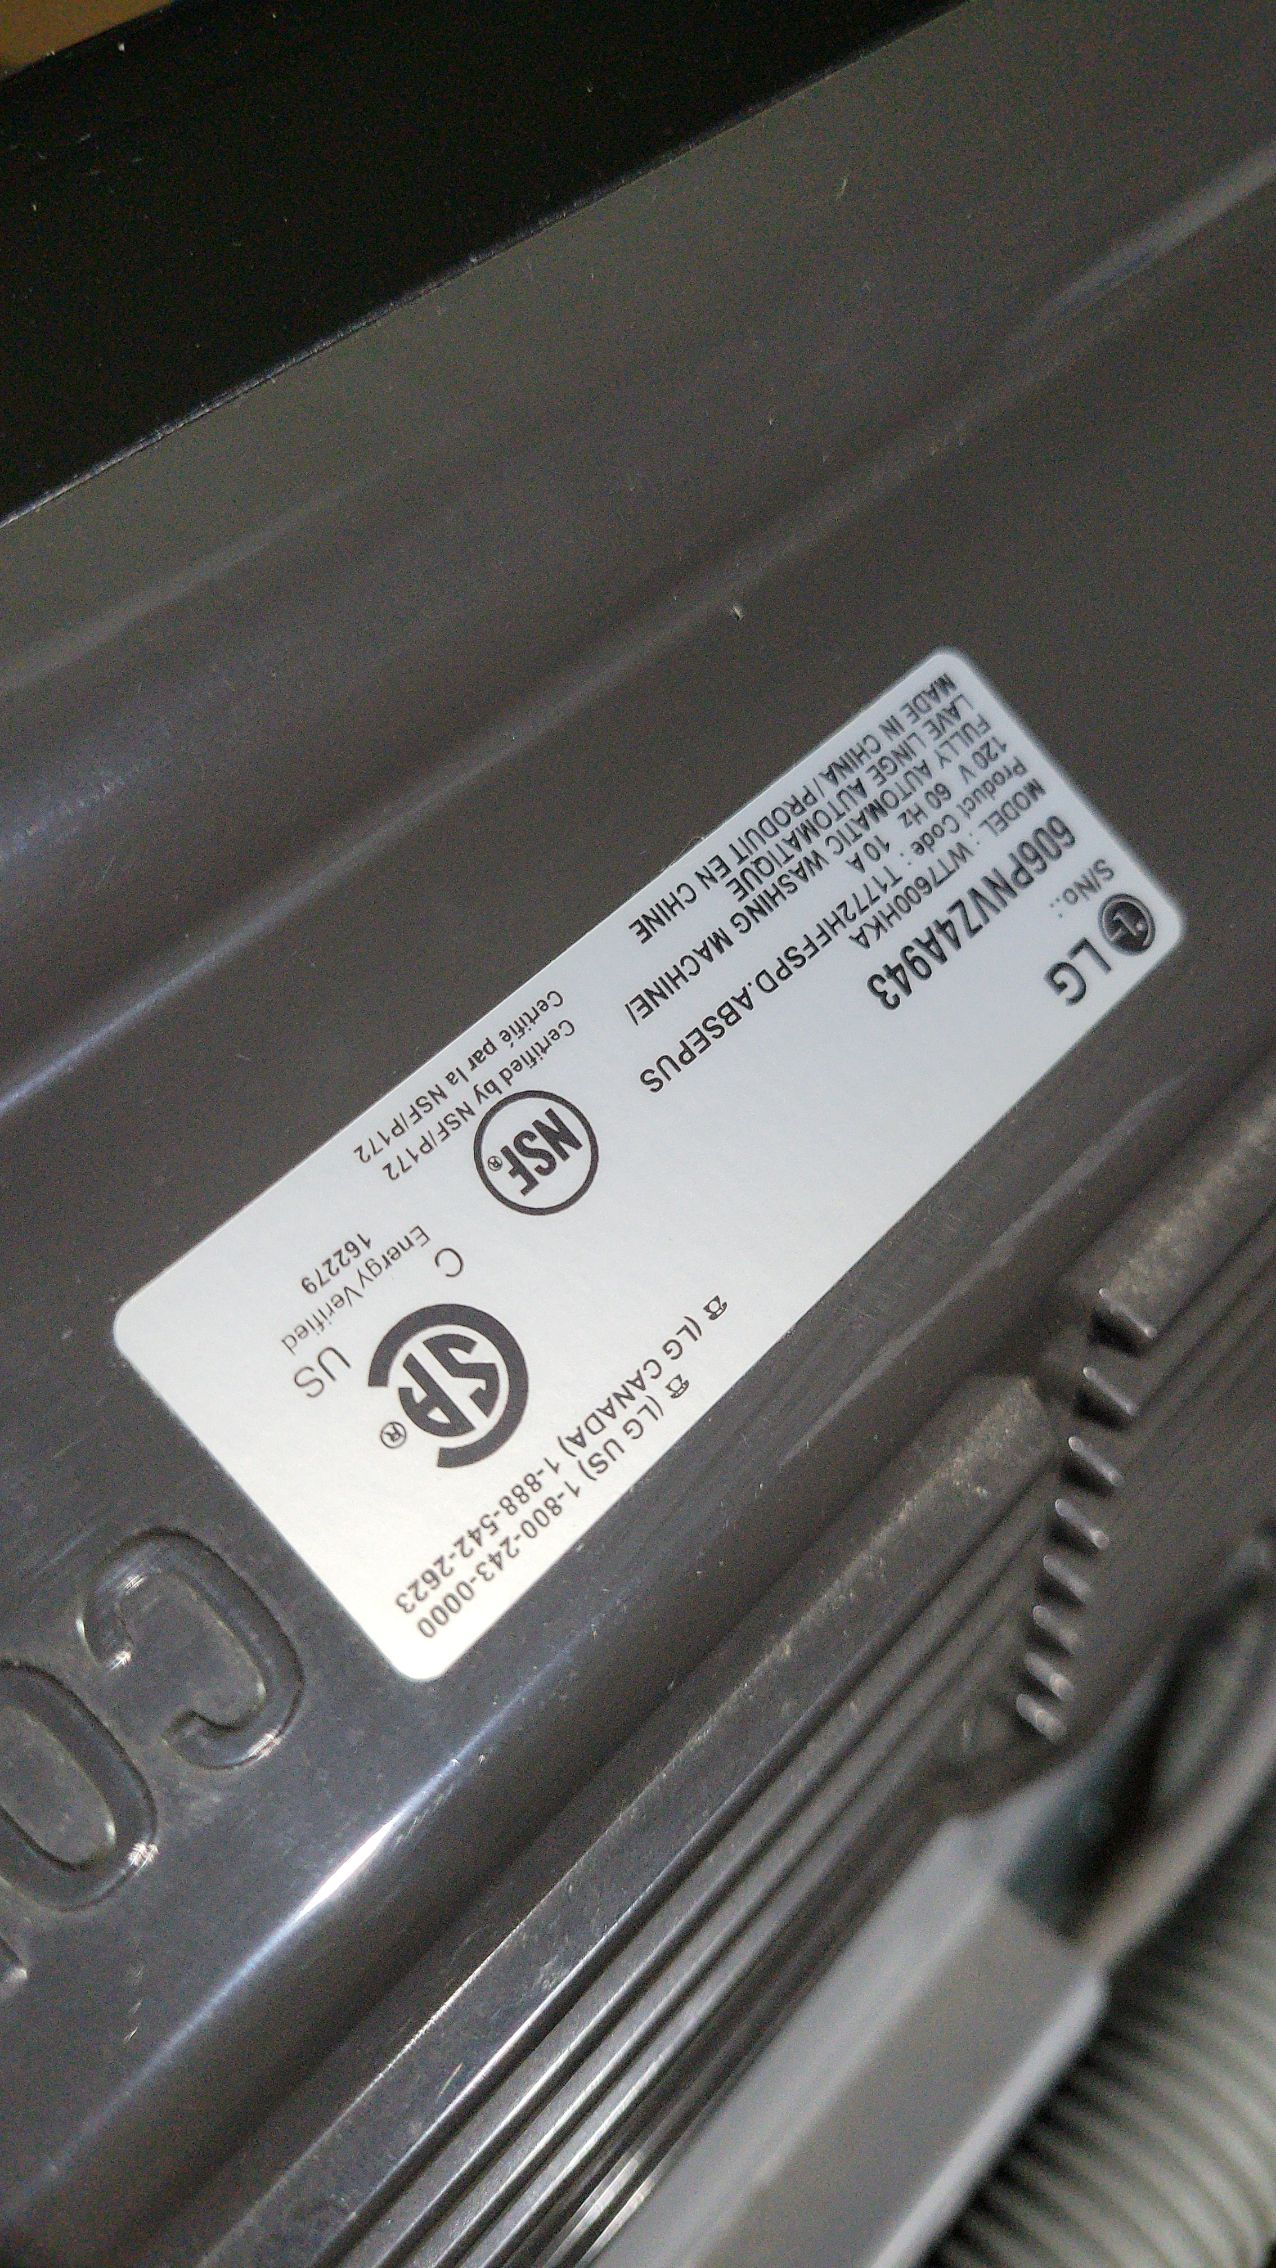 LG
S/No.:
606PNVZ4A943
MODEL : WT7600HKA
Product Code : T1772HFFSPD.ABSEPUS
120 V 60 Hz 10 A
FULLY AUTOMATIC WASHING MACHINE/
LAVE LINGE AUTOMATIQUE
MADE IN CHINA / PRODUIT EN CHINE
NSF®
Certified by NSF/P172
Certifié par la NSF/P172
☎ (LG US) 1-800-243-0000
☎ (LG CANADA) 1-888-542-2623
C SA® US
Energy Verified
162279